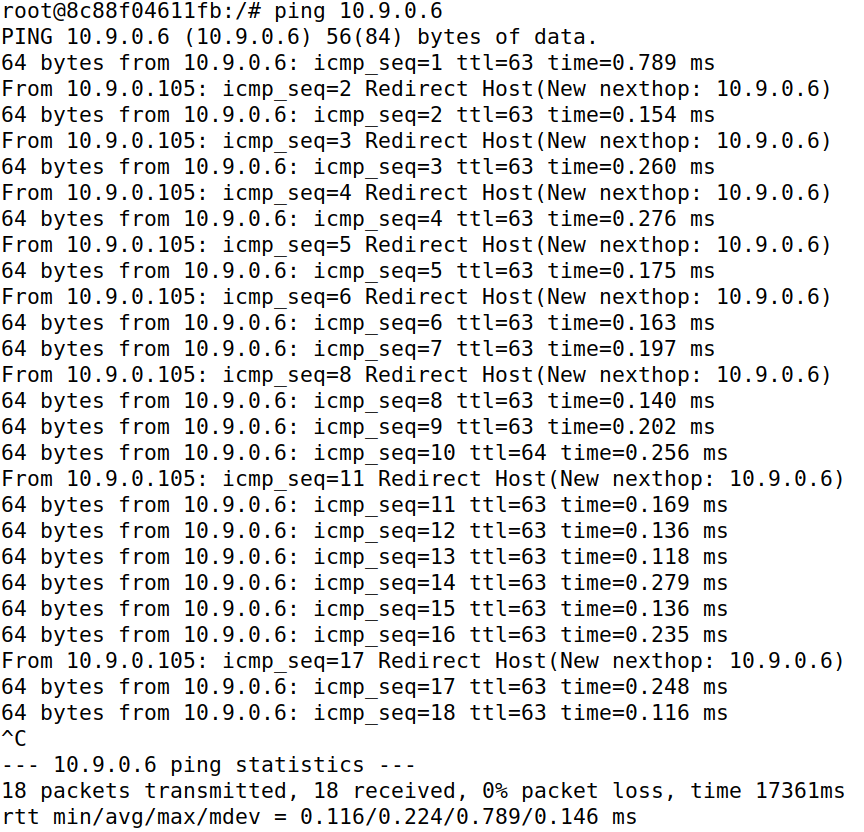 root@8c88f04611fb:/# ping 10.9.0.6
PING 10.9.0.6 (10.9.0.6) 56(84) bytes of data.
64 bytes from 10.9.0.6: icmp_seq=1 ttl=63 time=0.789 ms
From 10.9.0.105: icmp_seq=2 Redirect Host(New nexthop: 10.9.0.6)
64 bytes from 10.9.0.6: icmp_seq=2 ttl=63 time=0.154 ms
From 10.9.0.105: icmp_seq=3 Redirect Host(New nexthop: 10.9.0.6)
64 bytes from 10.9.0.6: icmp_seq=3 ttl=63 time=0.260 ms
From 10.9.0.105: icmp_seq=4 Redirect Host(New nexthop: 10.9.0.6)
64 bytes from 10.9.0.6: icmp_seq=4 ttl=63 time=0.276 ms
From 10.9.0.105: icmp_seq=5 Redirect Host(New nexthop: 10.9.0.6)
64 bytes from 10.9.0.6: icmp_seq=5 ttl=63 time=0.175 ms
From 10.9.0.105: icmp_seq=6 Redirect Host(New nexthop: 10.9.0.6)
64 bytes from 10.9.0.6: icmp_seq=6 ttl=63 time=0.163 ms
64 bytes from 10.9.0.6: icmp_seq=7 ttl=63 time=0.197 ms
From 10.9.0.105: icmp_seq=8 Redirect Host(New nexthop: 10.9.0.6)
64 bytes from 10.9.0.6: icmp_seq=8 ttl=63 time=0.140 ms
64 bytes from 10.9.0.6: icmp_seq=9 ttl=63 time=0.202 ms
64 bytes from 10.9.0.6: icmp_seq=10 ttl=64 time=0.256 ms
From 10.9.0.105: icmp_seq=11 Redirect Host(New nexthop: 10.9.0.6)
64 bytes from 10.9.0.6: icmp_seq=11 ttl=63 time=0.169 ms
64 bytes from 10.9.0.6: icmp_seq=12 ttl=63 time=0.136 ms
64 bytes from 10.9.0.6: icmp_seq=13 ttl=63 time=0.118 ms
64 bytes from 10.9.0.6: icmp_seq=14 ttl=63 time=0.279 ms
64 bytes from 10.9.0.6: icmp_seq=15 ttl=63 time=0.136 ms
64 bytes from 10.9.0.6: icmp_seq=16 ttl=63 time=0.235 ms
From 10.9.0.105: icmp_seq=17 Redirect Host(New nexthop: 10.9.0.6)
64 bytes from 10.9.0.6: icmp_seq=17 ttl=63 time=0.248 ms
64 bytes from 10.9.0.6: icmp_seq=18 ttl=63 time=0.116 ms
^C
--- 10.9.0.6 ping statistics ---
18 packets transmitted, 18 received, 0% packet loss, time 17361ms
rtt min/avg/max/mdev = 0.116/0.224/0.789/0.146 ms